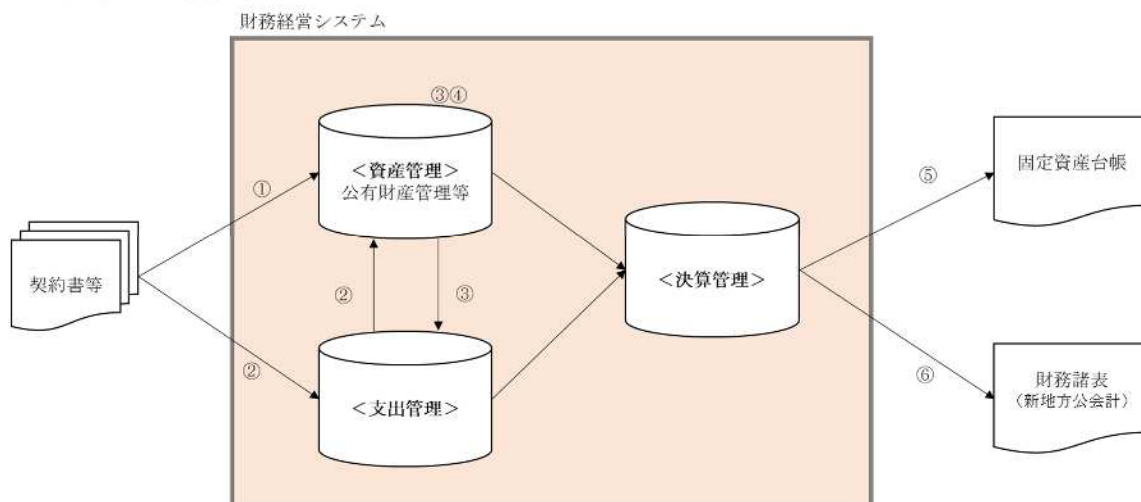 財務経営システム
③④
＜資産管理＞
公有財産管理等
①
⑤
固定資産台帳
契約書等
②
③
＜決算管理＞
②
＜支出管理＞
⑥
財務諸表
（新地方公会計）